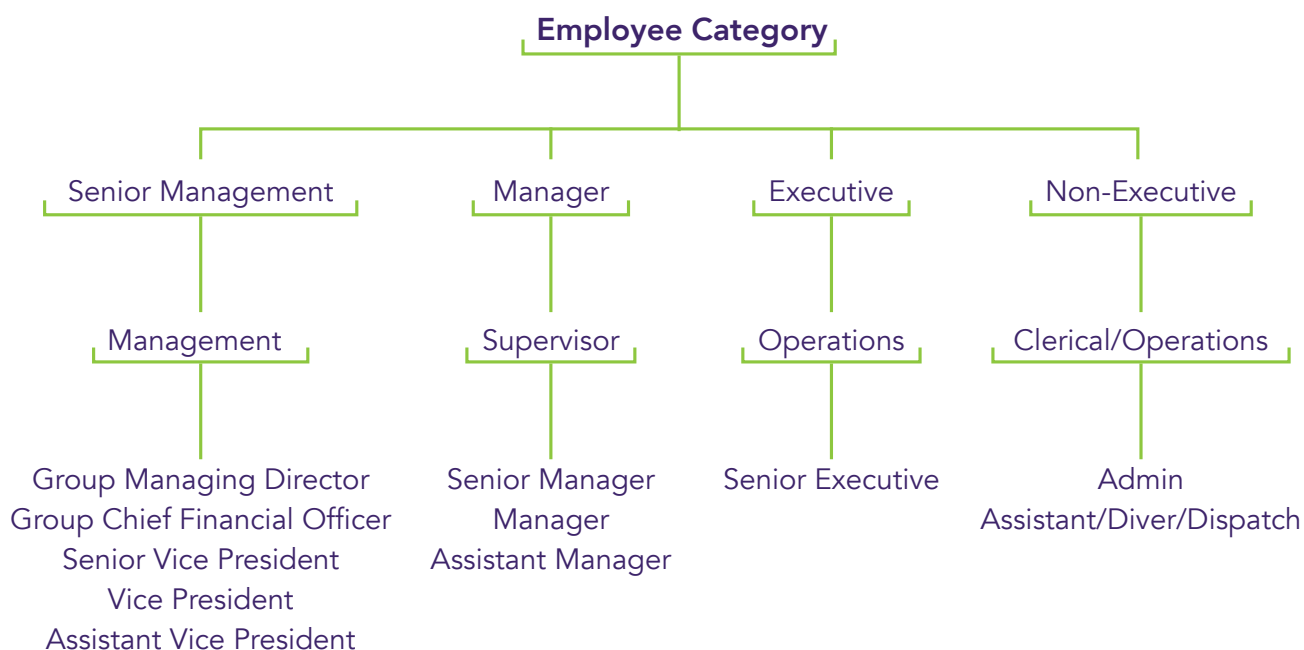 Employee Category
Senior Management
Manager
Executive
Non-Executive
Management
Supervisor
Operations
Clerical/Operations
Group Managing Director
Group Chief Financial Officer
Senior Vice President
Vice President
Assistant Vice President
Senior Manager
Manager
Assistant Manager
Senior Executive
Admin
Assistant/Diver/Dispatch